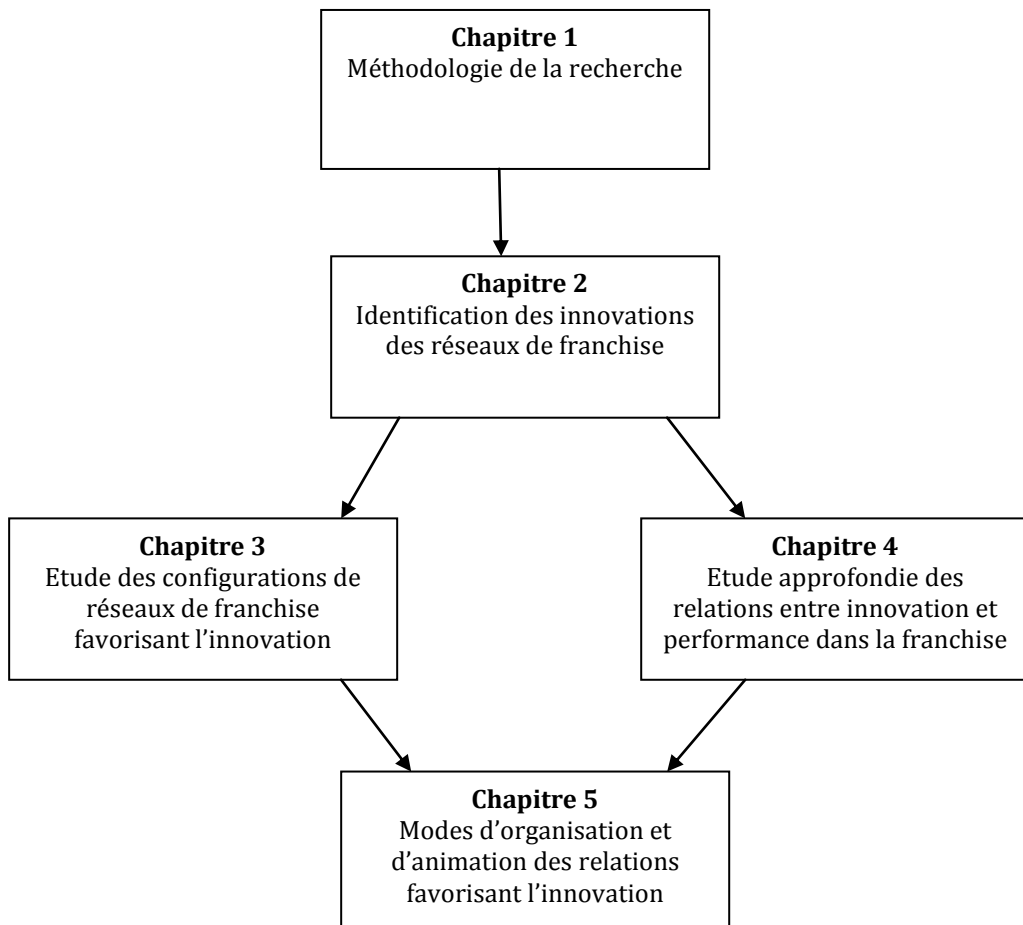 Chapitre 1
Méthodologie de la recherche
Chapitre 2
Identification des innovations
des réseaux de franchise
Chapitre 3
Etude des configurations de
réseaux de franchise
favorisant l’innovation
Chapitre 4
Etude approfondie des
relations entre innovation et
performance dans la franchise
Chapitre 5
Modes d’organisation et
d’animation des relations
favorisant l’innovation